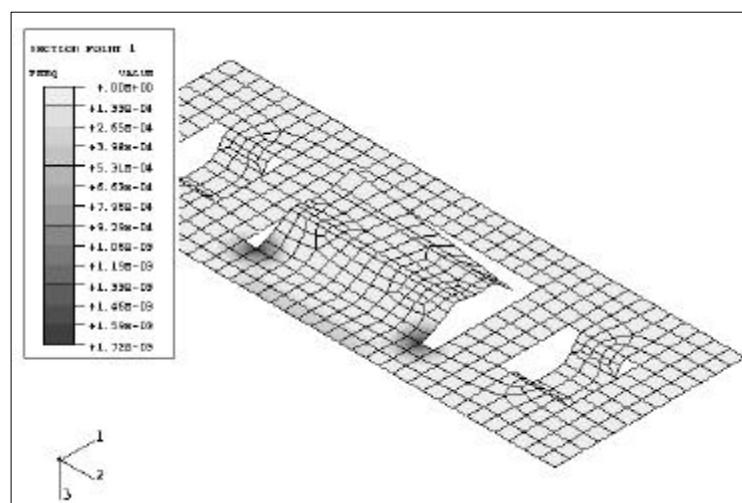 SECTION POINT 1
PEEQ VALUE
+.00E+00
+1.33E-04
+2.65E-04
+3.98E-04
+5.31E-04
+6.63E-04
+7.96E-04
+9.29E-04
+1.06E-03
+1.19E-03
+1.33E-03
+1.46E-03
+1.59E-03
+1.72E-03
1
2
3